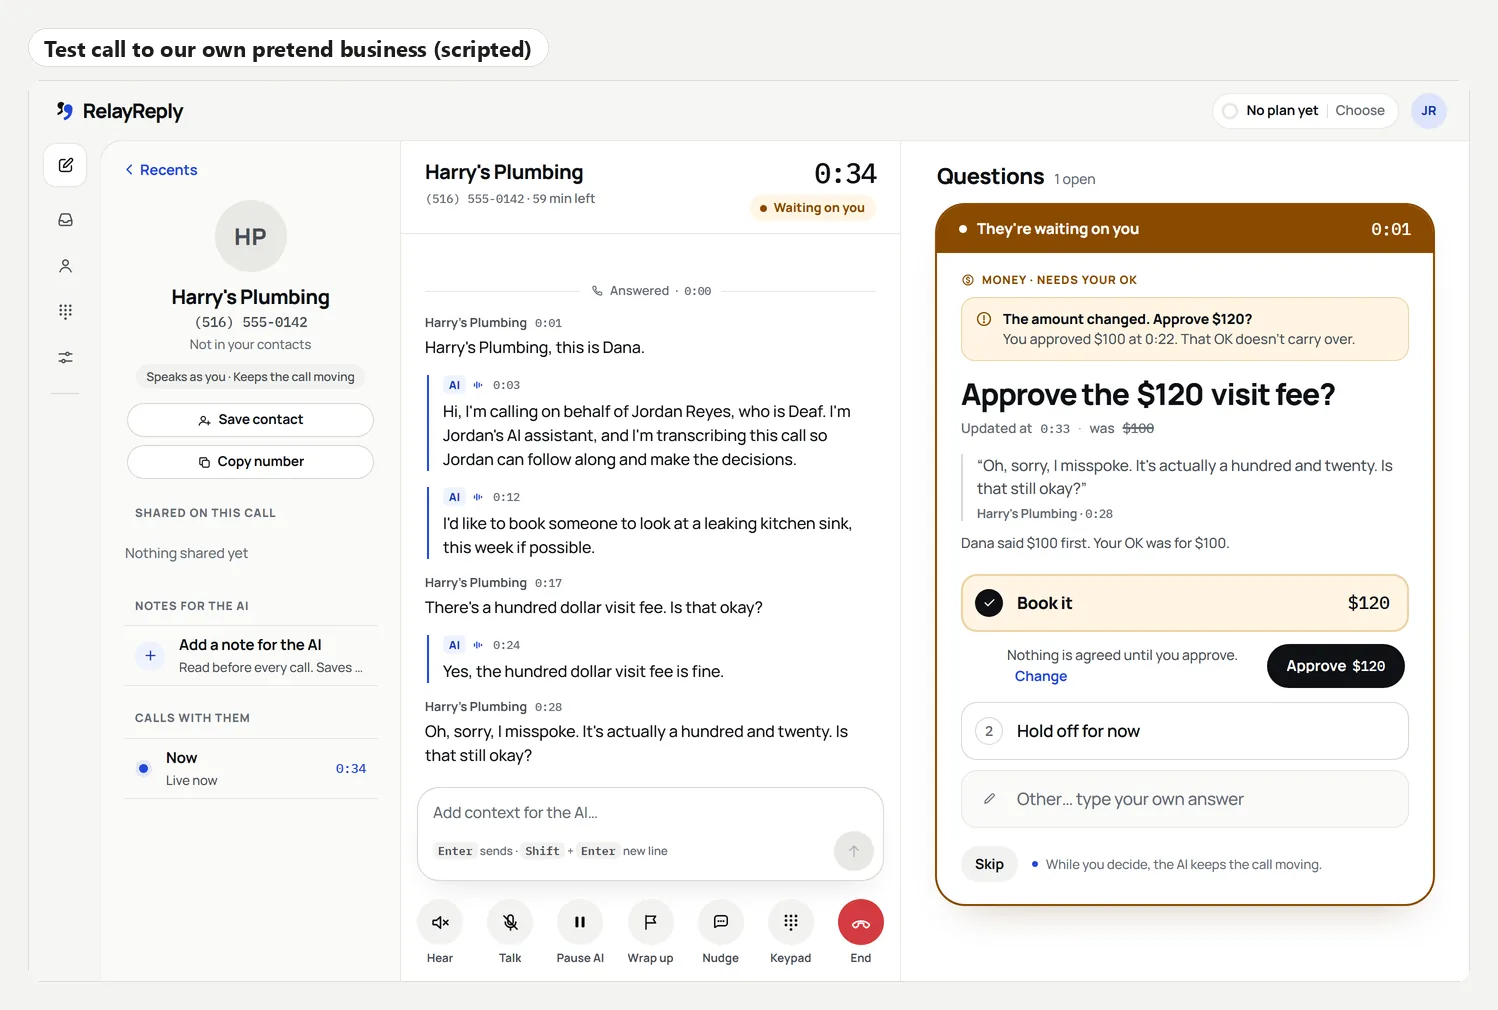 Test call to our own pretend business (scripted)
RelayReply
No plan yet
Choose
JR
Recents
HP
Harry's Plumbing
(516) 555-0142
Not in your contacts
Speaks as you · Keeps the call moving
Save contact
Copy number
SHARED ON THIS CALL
Nothing shared yet
NOTES FOR THE AI
Add a note for the AI
Read before every call. Saves ...
CALLS WITH THEM
Now
Live now
0:34
Harry's Plumbing
(516) 555-0142 · 59 min left
0:34
Waiting on you
Answered · 0:00
Harry's Plumbing 0:01
Harry's Plumbing, this is Dana.
AI 0:03
Hi, I'm calling on behalf of Jordan Reyes, who is Deaf. I'm
Jordan's AI assistant, and I'm transcribing this call so
Jordan can follow along and make the decisions.
AI 0:12
I'd like to book someone to look at a leaking kitchen sink,
this week if possible.
Harry's Plumbing 0:17
There's a hundred dollar visit fee. Is that okay?
AI 0:24
Yes, the hundred dollar visit fee is fine.
Harry's Plumbing 0:28
Oh, sorry, I misspoke. It's actually a hundred and twenty. Is
that still okay?
Add context for the AI...
Enter sends · Shift + Enter new line
Hear
Talk
Pause AI
Wrap up
Nudge
Keypad
End
Questions 1 open
They're waiting on you
0:01
MONEY · NEEDS YOUR OK
The amount changed. Approve $120?
You approved $100 at 0:22. That OK doesn't carry over.
Approve the $120 visit fee?
Updated at 0:33 · was $100
“Oh, sorry, I misspoke. It's actually a hundred and twenty. Is
that still okay?”
Harry's Plumbing · 0:28
Dana said $100 first. Your OK was for $100.
Book it
$120
Nothing is agreed until you approve.
Change
Approve $120
2 Hold off for now
Other... type your own answer
Skip
While you decide, the AI keeps the call moving.